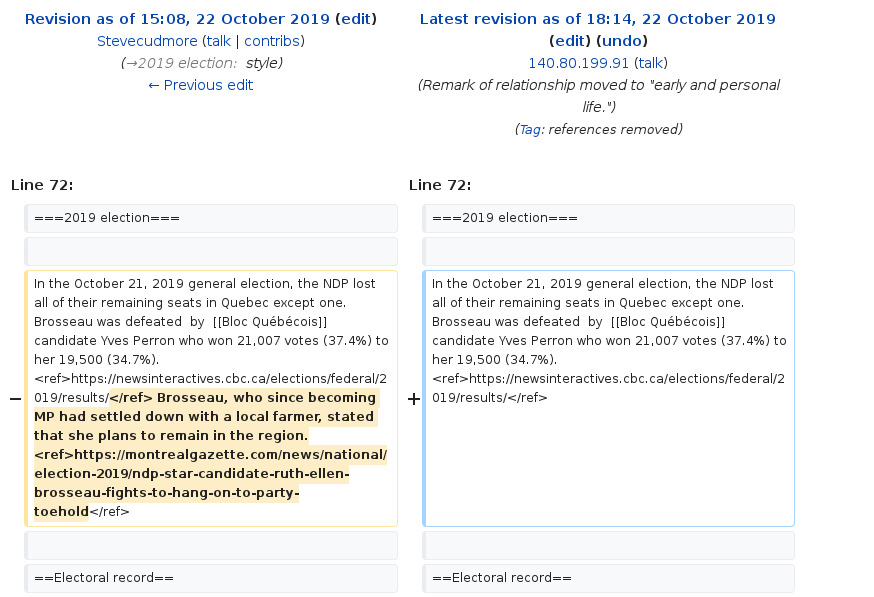 Revision as of 15:08, 22 October 2019 (edit)
Stevecudmore (talk | contribs)
(→2019 election: style)
← Previous edit
Latest revision as of 18:14, 22 October 2019
(edit) (undo)
140.80.199.91 (talk)
(Remark of relationship moved to "early and personal
life.")
(Tag: references removed)
Line 72:
===2019 election===
In the October 21, 2019 general election, the NDP lost
all of their remaining seats in Quebec except one.
Brosseau was defeated  by  [[Bloc Québécois]]
candidate Yves Perron who won 21,007 votes (37.4%) to
her 19,500 (34.7%).
<ref>https://newsinteractives.cbc.ca/elections/federal/2
− 019/results/</ref> Brosseau, who since becoming
MP had settled down with a local farmer, stated
that she plans to remain in the region.
<ref>https://montrealgazette.com/news/national/
election-2019/ndp-star-candidate-ruth-ellen-
brosseau-fights-to-hang-on-to-party-
toehold</ref>
==Electoral record==
Line 72:
===2019 election===
In the October 21, 2019 general election, the NDP lost
all of their remaining seats in Quebec except one.
Brosseau was defeated  by  [[Bloc Québécois]]
candidate Yves Perron who won 21,007 votes (37.4%) to
her 19,500 (34.7%).
<ref>https://newsinteractives.cbc.ca/elections/federal/2
+ 019/results/</ref>
==Electoral record==